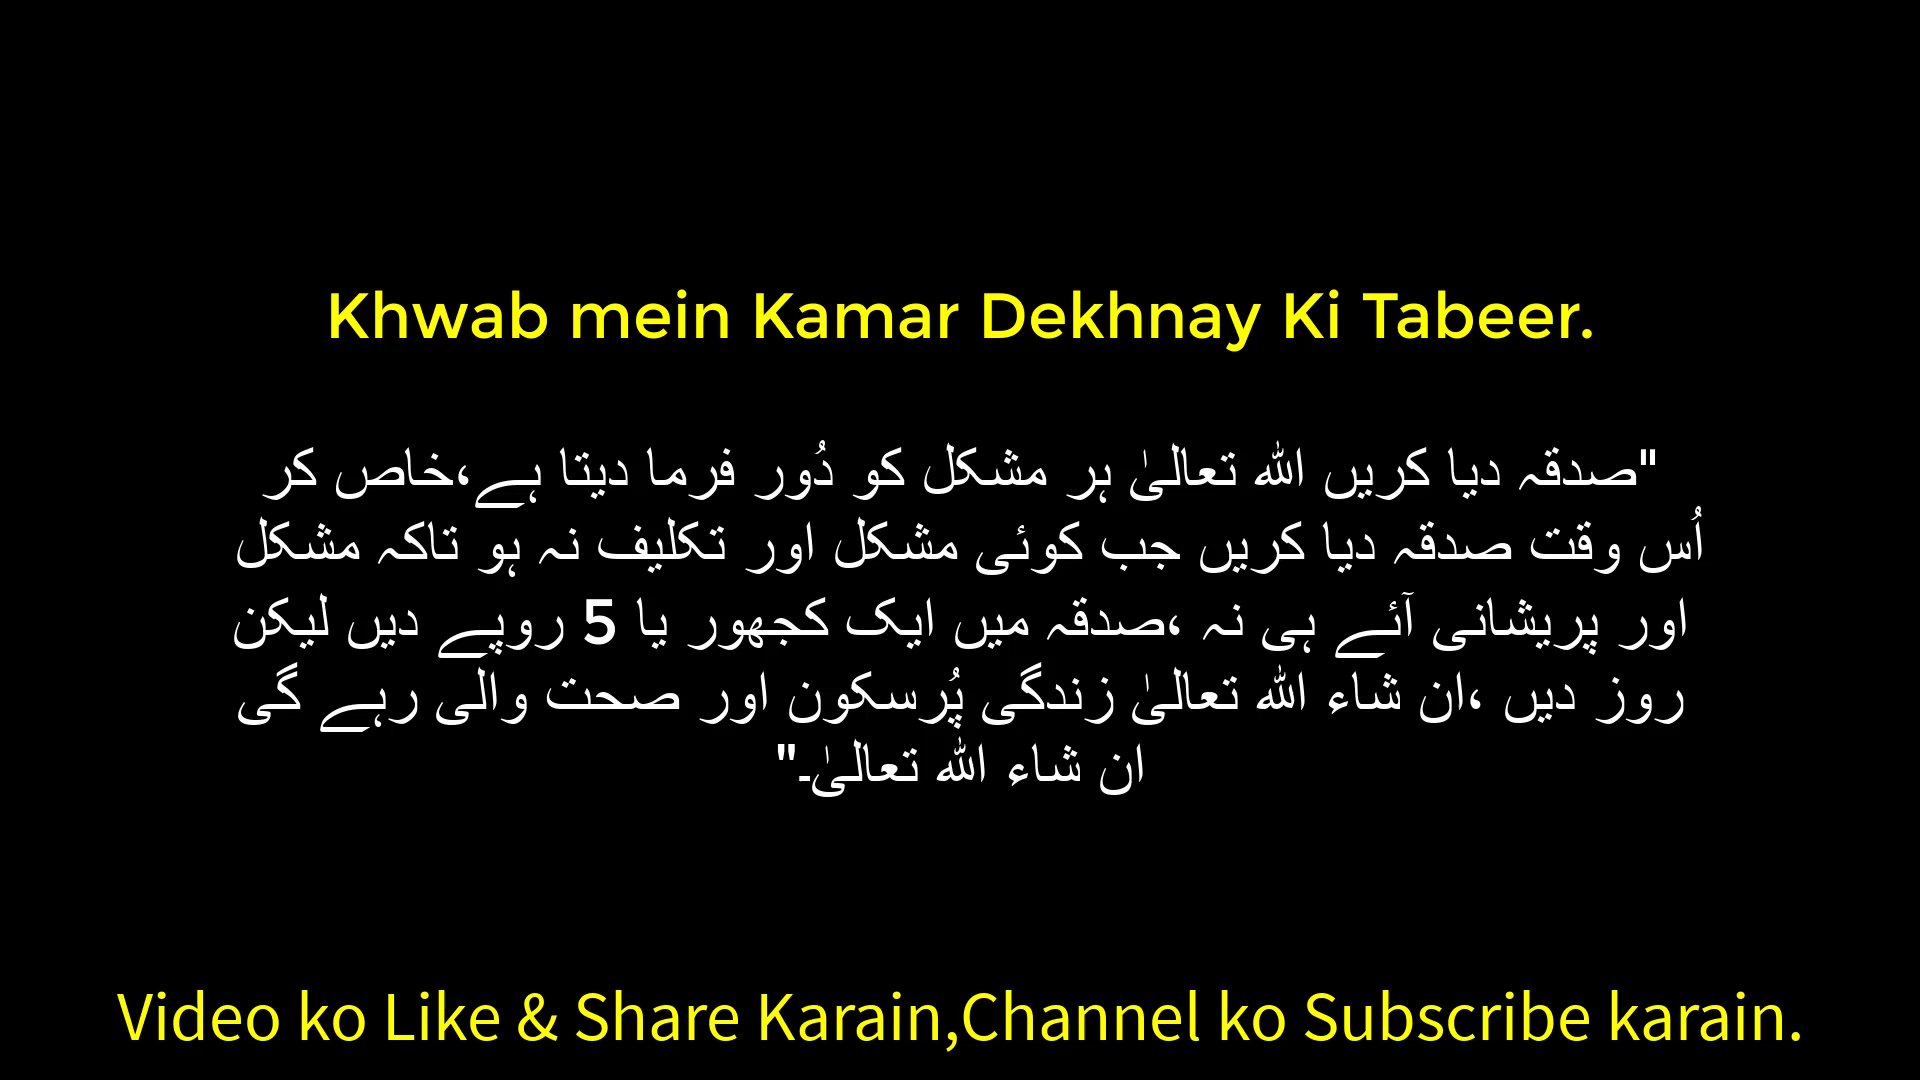 Khwab mein Kamar Dekhnay Ki Tabeer.
"صدقہ دیا کریں اللہ تعالیٰ ہر مشکل کو دُور فرما دیتا ہے،خاص کر
اُس وقت صدقہ دیا کریں جب کوئی مشکل اور تکلیف نہ ہو تاکہ مشکل
اور پریشانی آئے ہی نہ ،صدقہ میں ایک کجھور یا 5 روپے دیں لیکن
روز دیں ،ان شاء اللہ تعالیٰ زندگی پُرسکون اور صحت والی رہے گی
ان شاء اللہ تعالیٰ۔"
Video ko Like & Share Karain,Channel ko Subscribe karain.